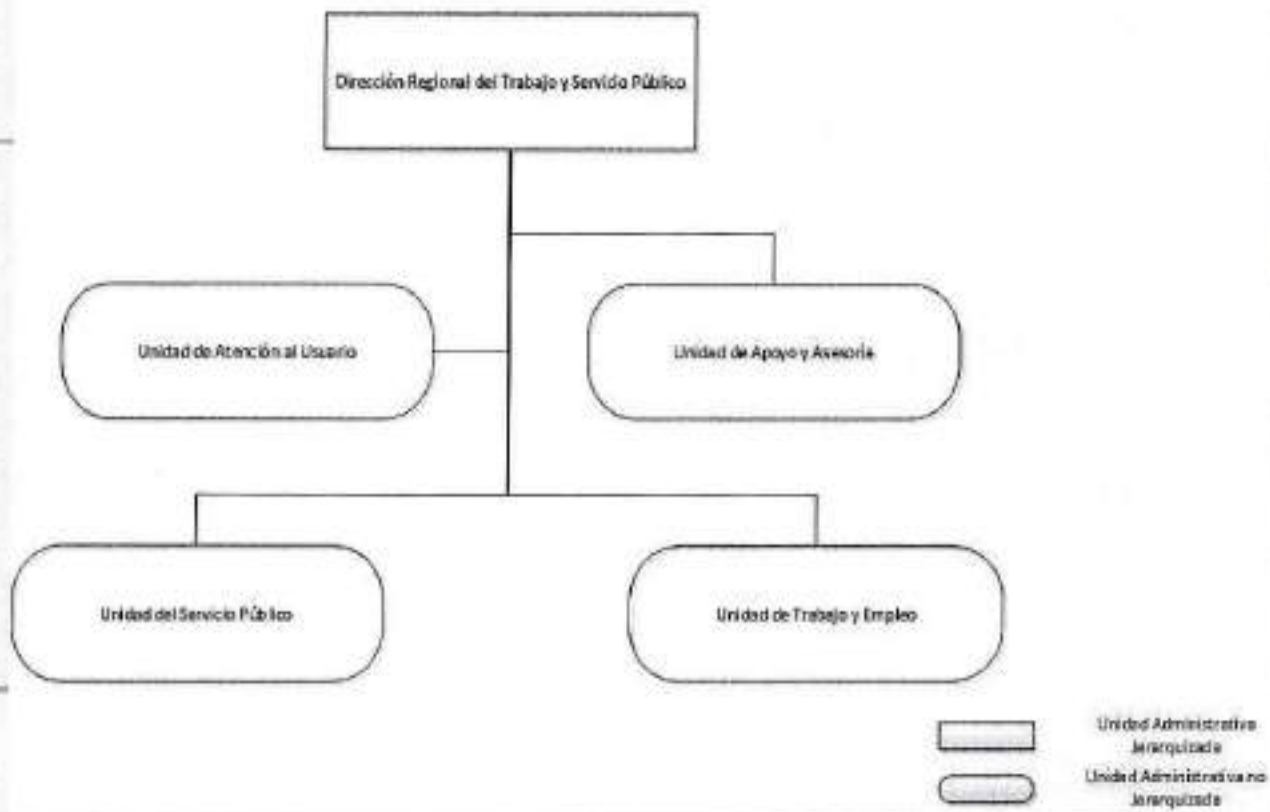 Dirección Regional del Trabajo y Servicio Público
Unidad de Atención al Usuario
Unidad de Apoyo y Asesoría
Unidad del Servicio Público
Unidad de Trabajo y Empleo
Unidad Administrativa
Jerarquizada
Unidad Administrativa no
Jerarquizada